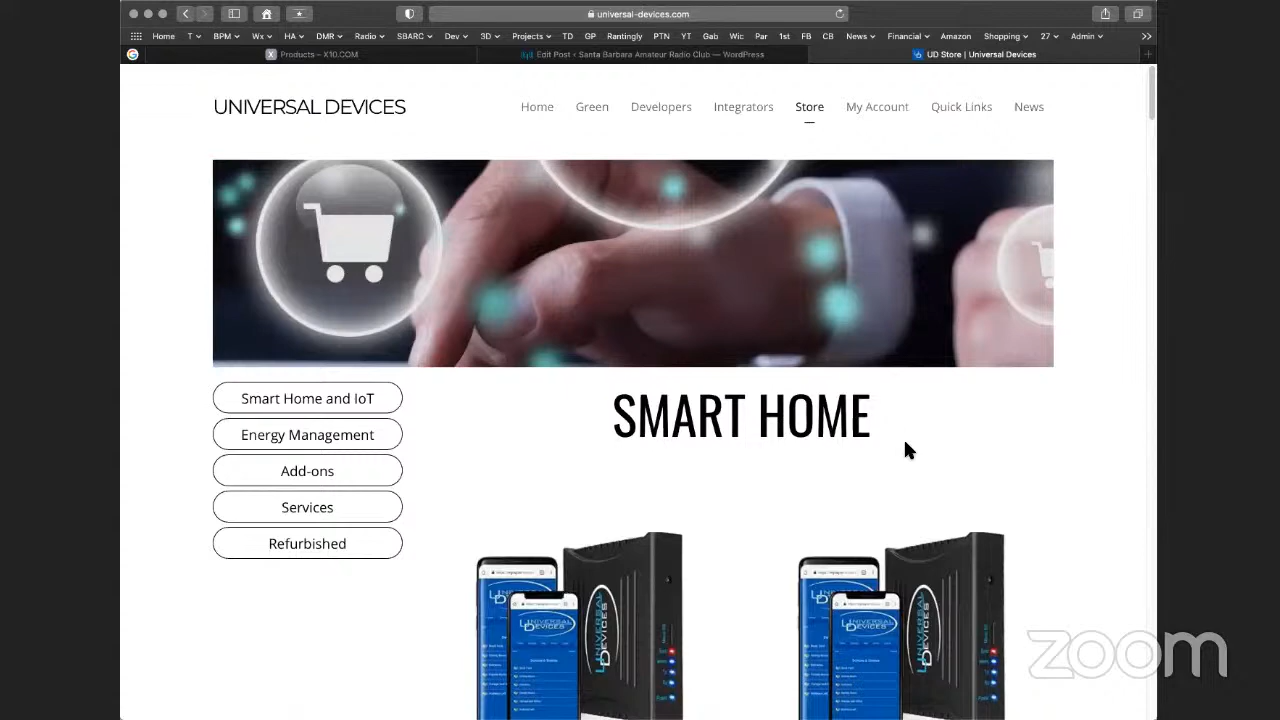 universal-devices.com
Home T BPM Wx HA DMR Radio SBARC Dev 3D Projects TD GP Rantingly PTN YT Gab Wic Par 1st FB CB News Financial Amazon Shopping 27 Admin >>
G X Products – X10.COM Edit Post ‹ Santa Barbara Amateur Radio Club — WordPress UD Store | Universal Devices
UNIVERSAL DEVICES Home Green Developers Integrators Store My Account Quick Links News
Smart Home and IoT
Energy Management
Add-ons
Services
Refurbished
SMART HOME
UNIVERSAL DEVICES
UNIVERSAL DEVICES
zoom